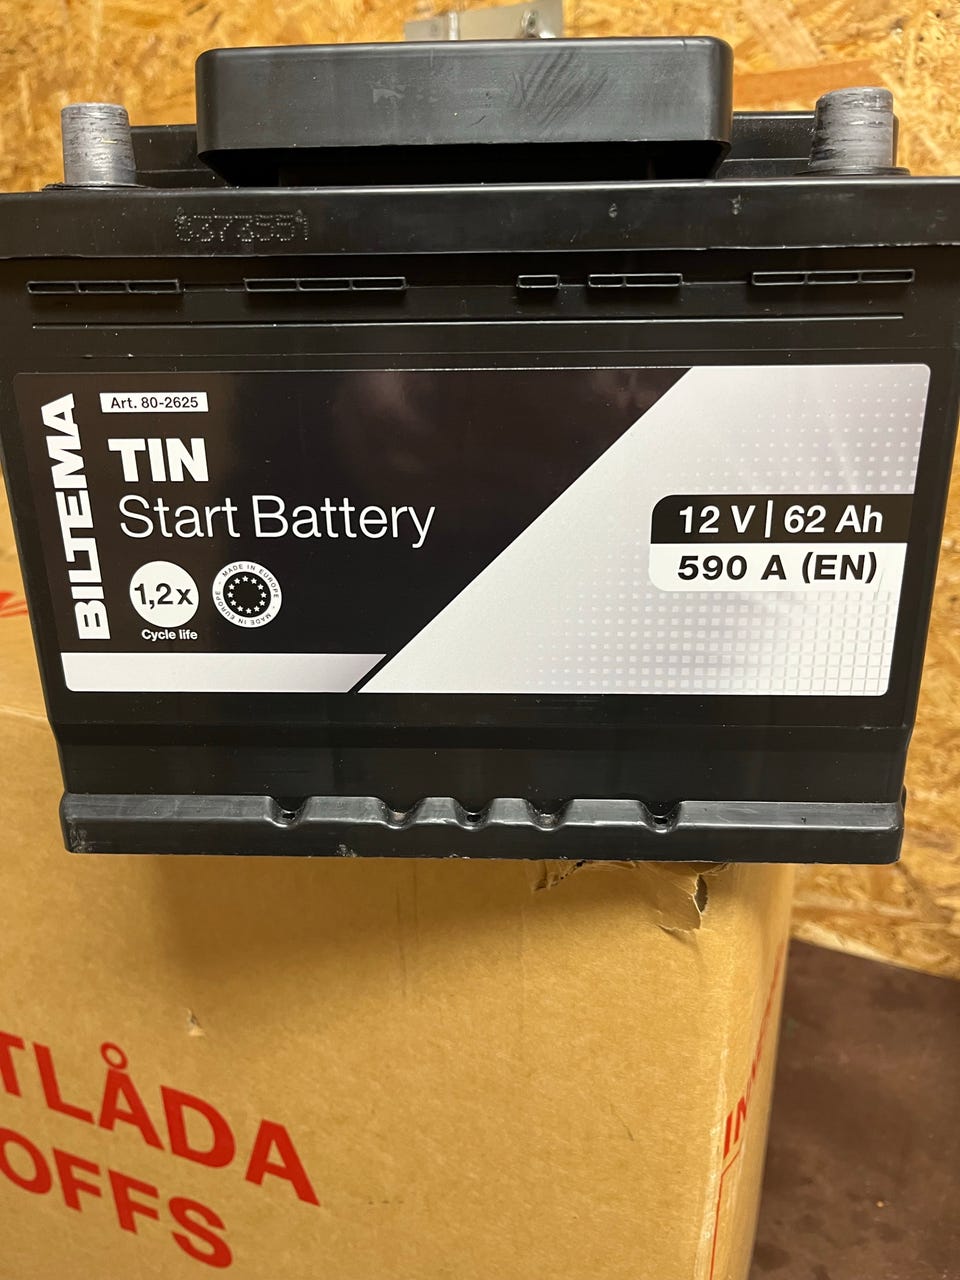 BILTEMA
Art. 80-2625
TIN
Start Battery
1,2x
Cycle life
MADE IN EUROPE - MADE IN EUROPE -
12 V | 62 Ah
590 A (EN)
TLÅDA
OFFS